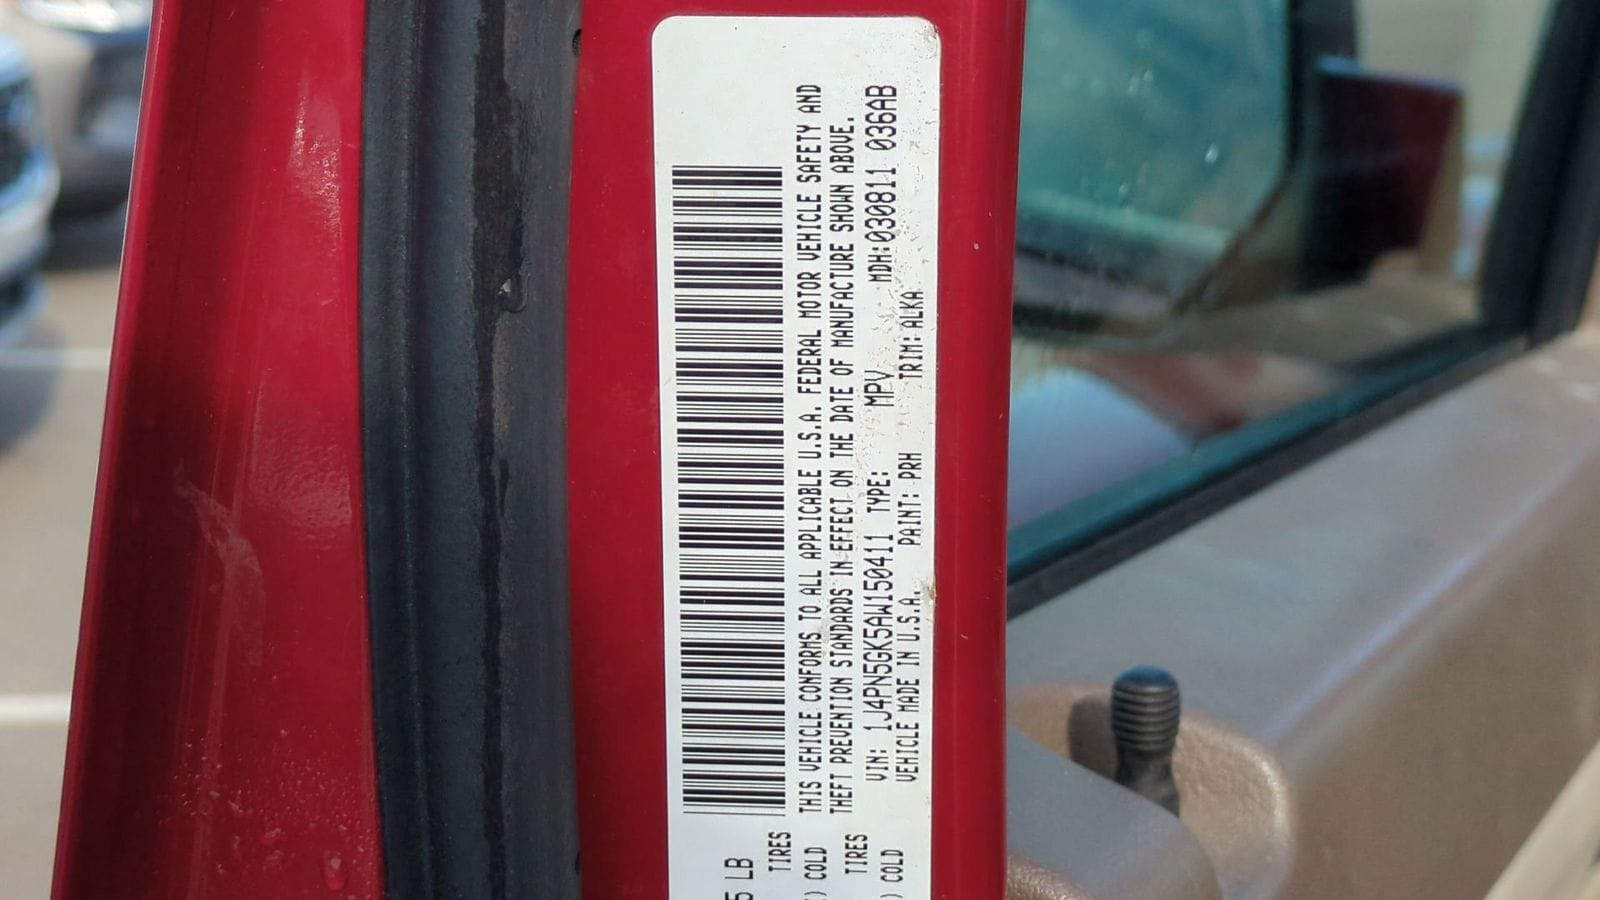 5 LB
TIRES
) COLD
TIRES
) COLD
THIS VEHICLE CONFORMS TO ALL APPLICABLE U.S.A. FEDERAL MOTOR VEHICLE SAFETY AND
THEFT PREVENTION STANDARDS IN EFFECT ON THE DATE OF MANUFACTURE SHOWN ABOVE.
VIN: 1J4PN5GK5AW150411 TYPE: MPV MDH:030811 036AB
VEHICLE MADE IN U.S.A. PAINT: PRH TRIM: ALKA